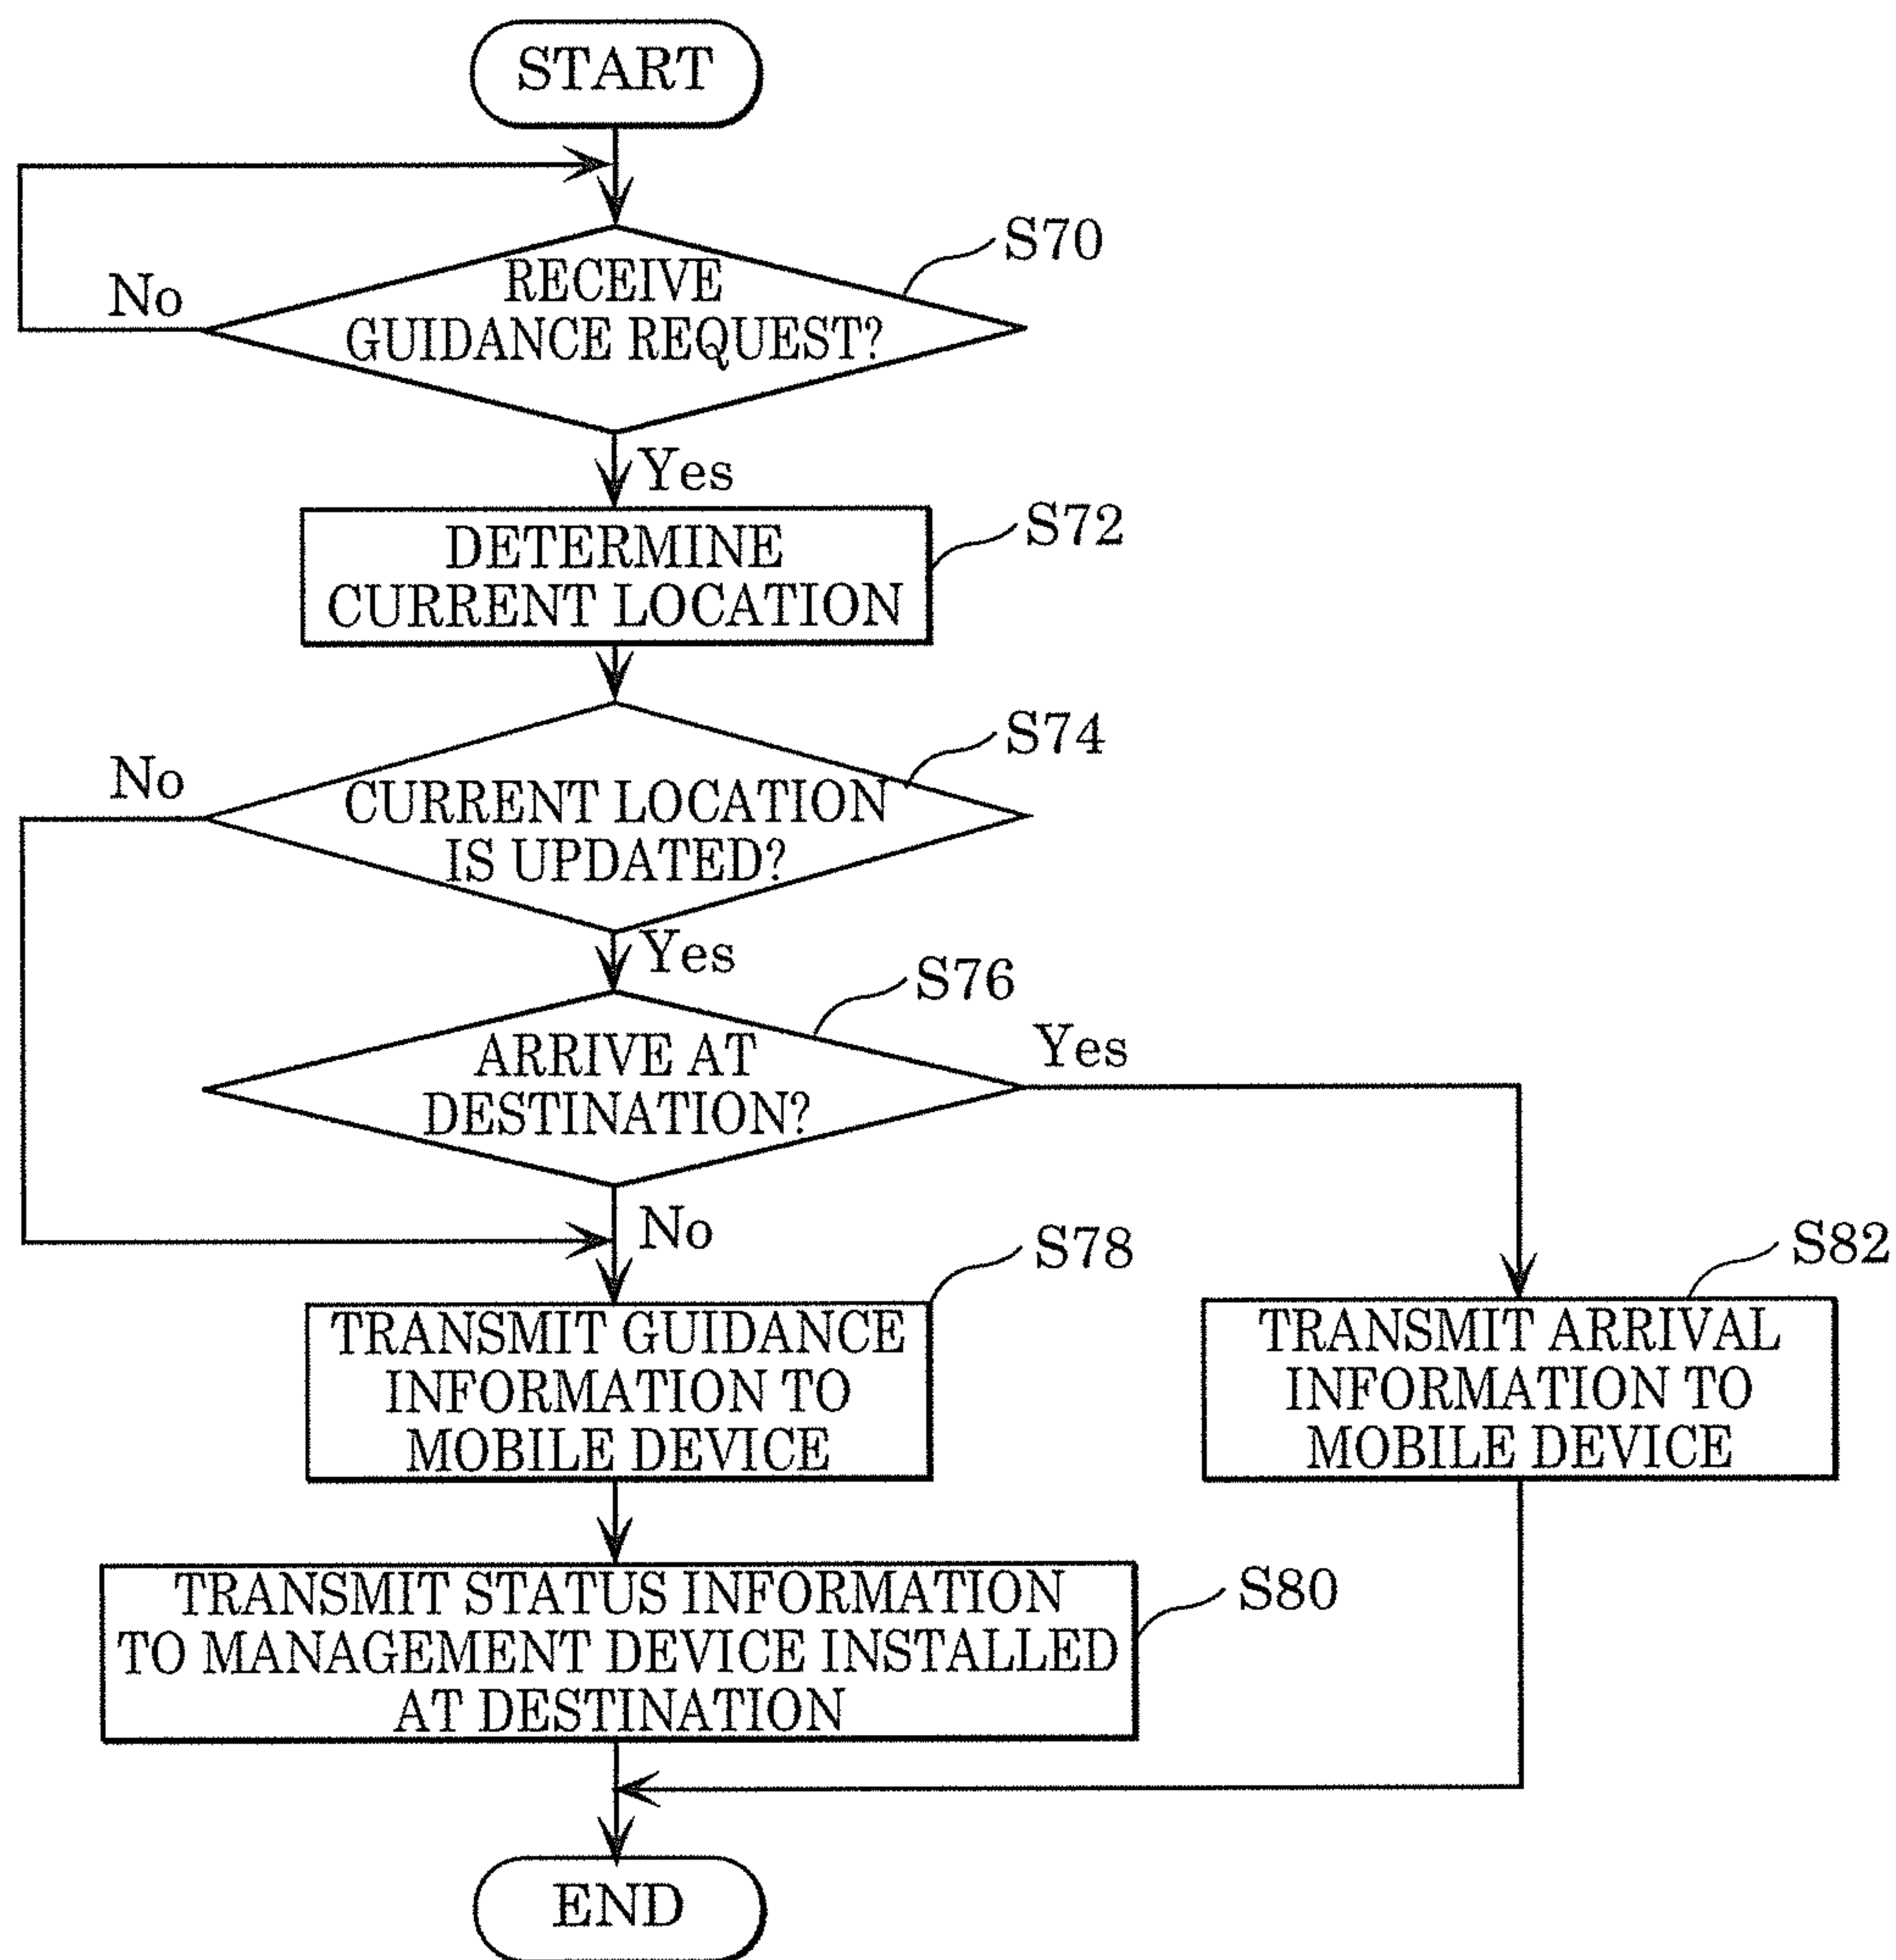 START
S70
RECEIVE
GUIDANCE REQUEST?
No
Yes
S72
DETERMINE
CURRENT LOCATION
S74
No
CURRENT LOCATION
IS UPDATED?
Yes
S76
ARRIVE AT
DESTINATION?
Yes
No
S78
TRANSMIT GUIDANCE
INFORMATION TO
MOBILE DEVICE
S82
TRANSMIT ARRIVAL
INFORMATION TO
MOBILE DEVICE
S80
TRANSMIT STATUS INFORMATION
TO MANAGEMENT DEVICE INSTALLED
AT DESTINATION
END